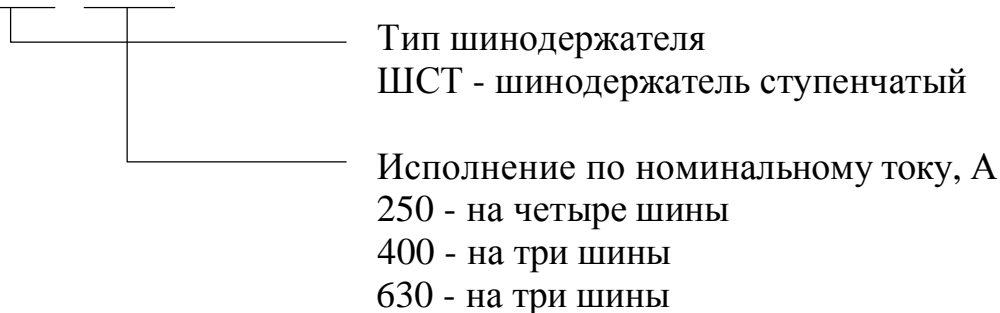 Тип шинодержателя
ШСТ - шинодержатель ступенчатый
Исполнение по номинальному току, А
250 - на четыре шины
400 - на три шины
630 - на три шины